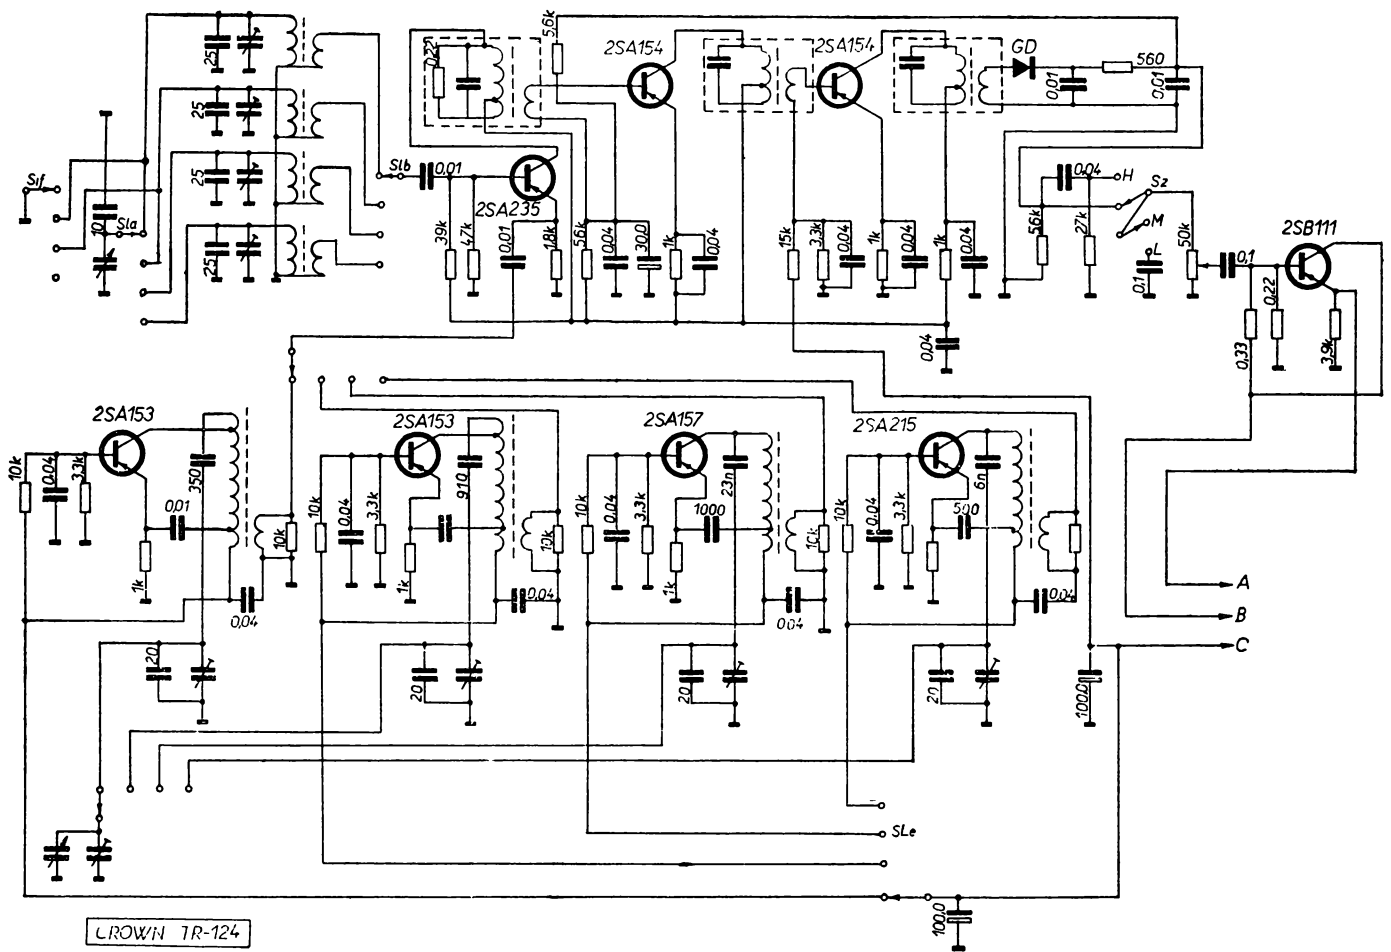 5,6k
2SA154
2SA154
GD
560
25
0,22
0,01
0,01
25
25
25
10
S1f
S1a
S1b
0,01
2SA235
39k
47k
0,01
1,8k
56k
0,04
30,0
1k
0,04
15k
3,3k
0,04
1k
0,04
1k
0,04
0,04
0,04
H
S2
M
L
5,6k
27k
0,1
50k
0,1
2SB111
0,22
0,33
3,9k
2SA153
2SA153
2SA157
2SA215
10k
0,04
3,3k
350
0,01
10k
1k
0,04
20
10k
0,04
3,3k
910
1k
10k
0,04
20
10k
0,04
3,3k
1000
23n
1k
10k
0,04
20
10k
0,04
3,3k
500
6n
0,04
20
100,0
A
B
C
SLe
100,0
CROWN TR-124